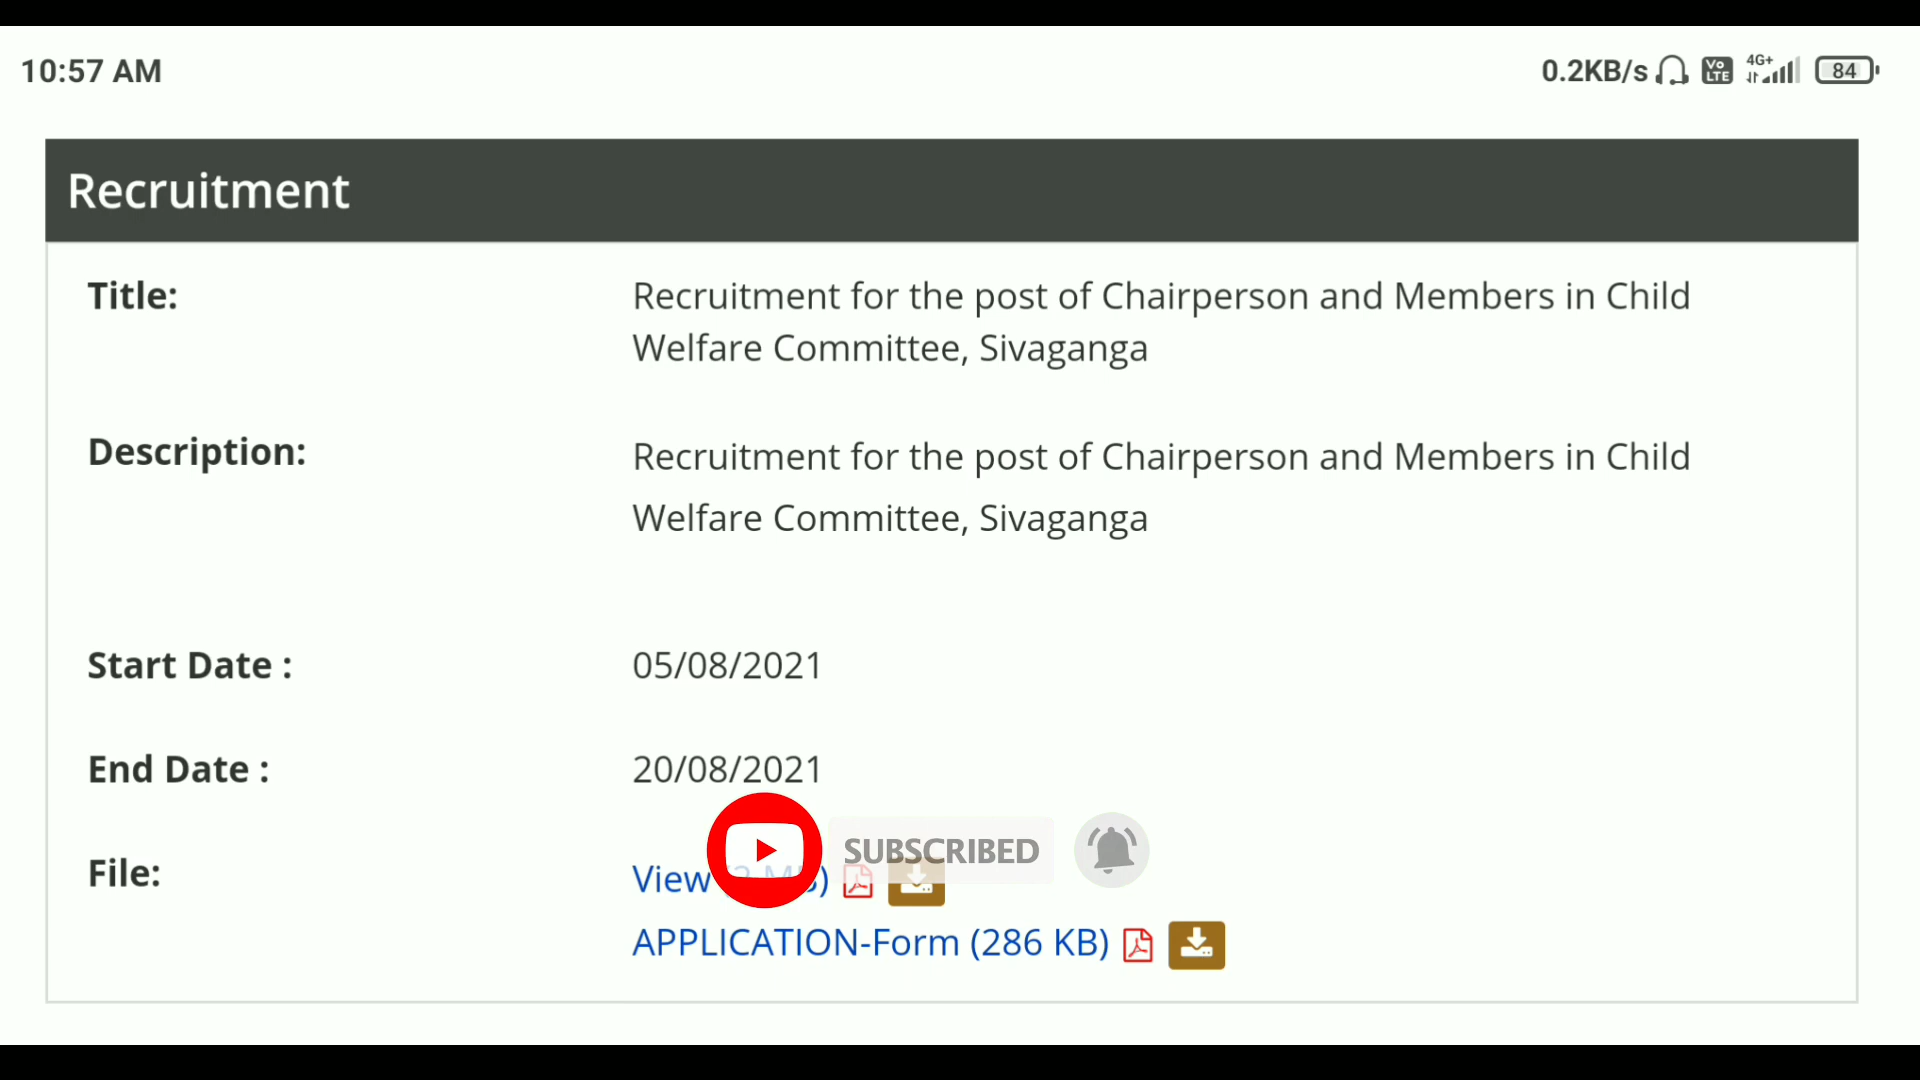 10:57 AM
0.2KB/s Vo LTE 4G+ 84
Recruitment
Title:
Recruitment for the post of Chairperson and Members in Child
Welfare Committee, Sivaganga
Description:
Recruitment for the post of Chairperson and Members in Child
Welfare Committee, Sivaganga
Start Date :
05/08/2021
End Date :
20/08/2021
SUBSCRIBED
File:
View
APPLICATION-Form (286 KB)